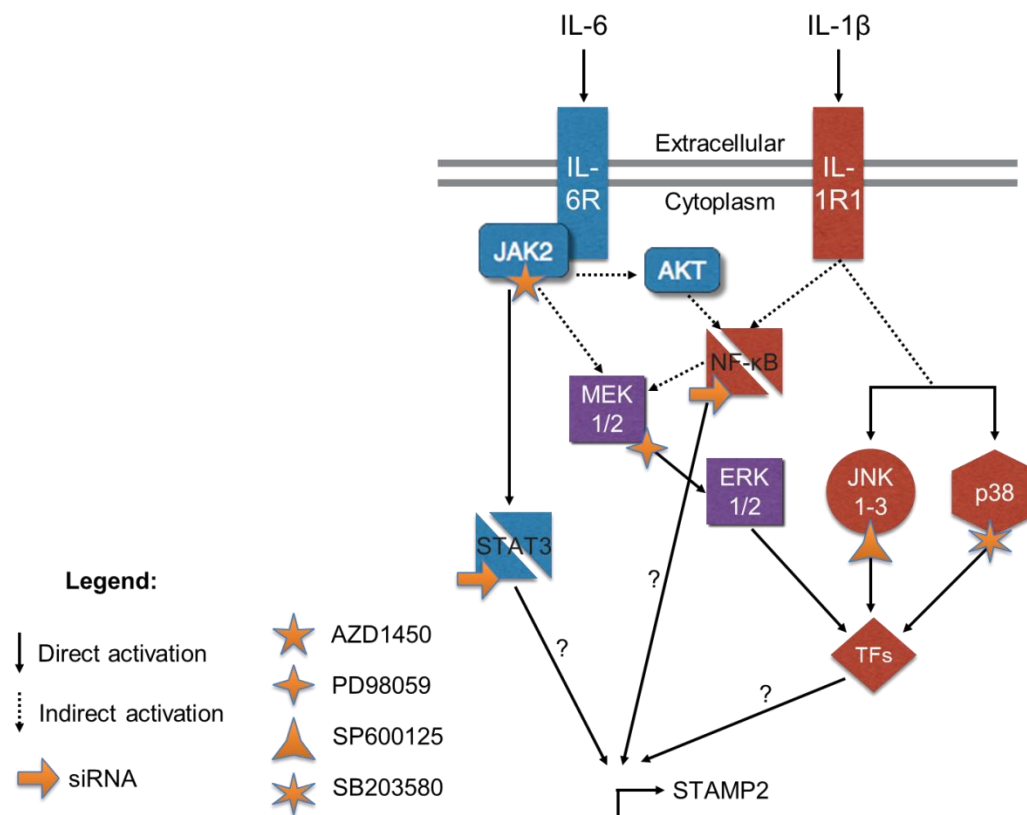 IL-6
IL-1β
Extracellular
Cytoplasm
IL-
6R
IL-
1R1
JAK2
AKT
NF-κB
MEK
1/2
ERK
1/2
JNK
1-3
p38
STAT3
?
?
?
TFs
STAMP2
Legend:
Direct activation
Indirect activation
siRNA
AZD1450
PD98059
SP600125
SB203580